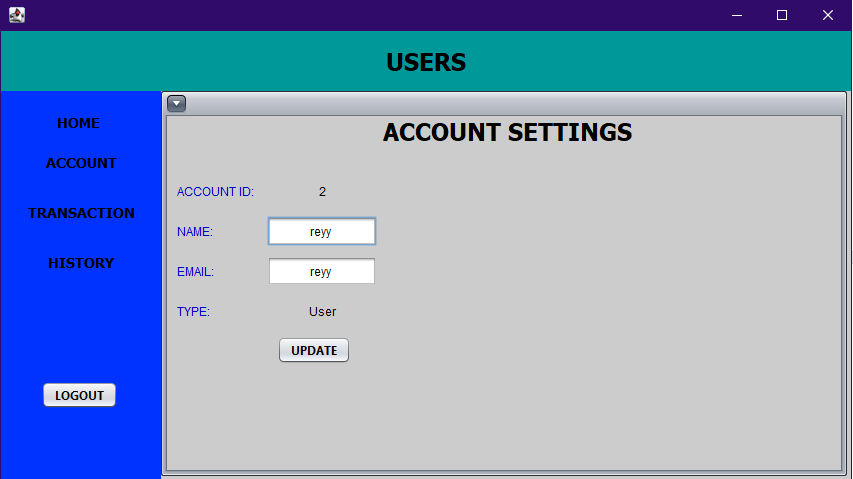 USERS
HOME
ACCOUNT
TRANSACTION
HISTORY
LOGOUT
ACCOUNT SETTINGS
ACCOUNT ID: 2
NAME: reyy
EMAIL: reyy
TYPE: User
UPDATE